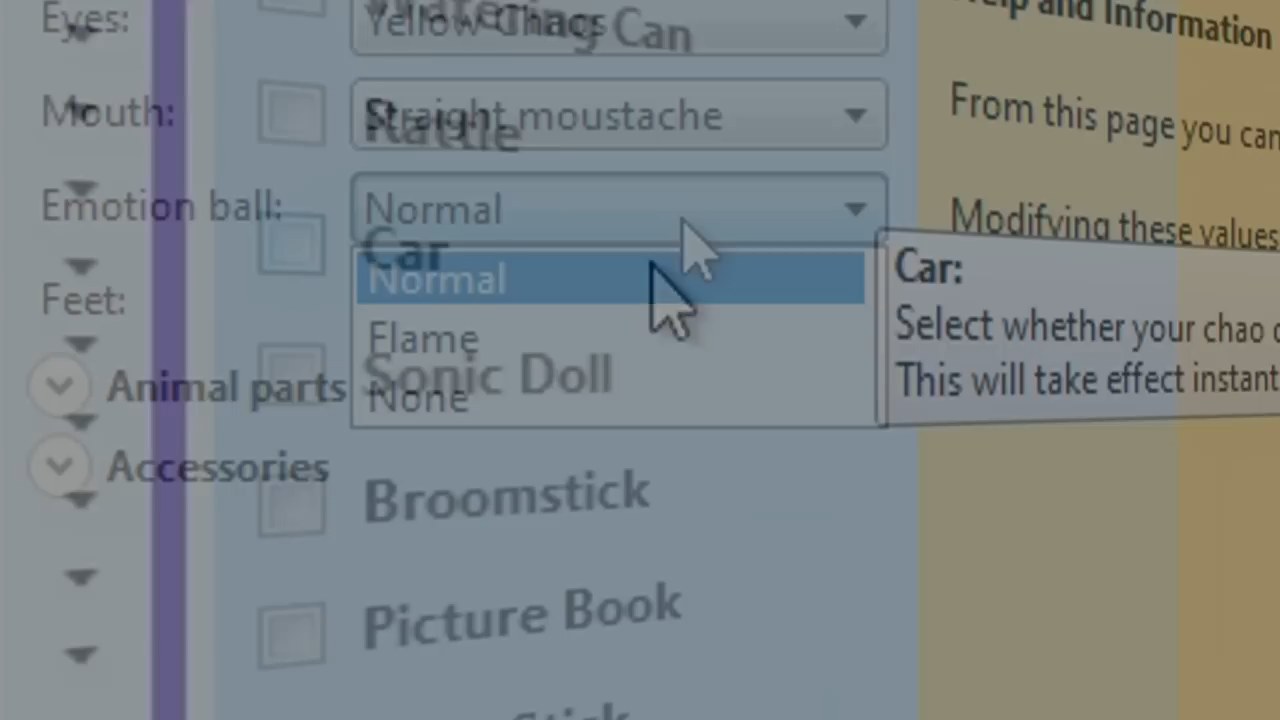 Eyes:
Yellow Chaos
Watering Can
Help and Information
Mouth:
Straight moustache
Rattle
From this page you can
Emotion ball:
Normal
Modifying these values
Car
Normal
Car:
Feet:
Select whether your chao
Flame
Sonic Doll
This will take effect instant
Animal parts
None
Accessories
Broomstick
Picture Book
Stick